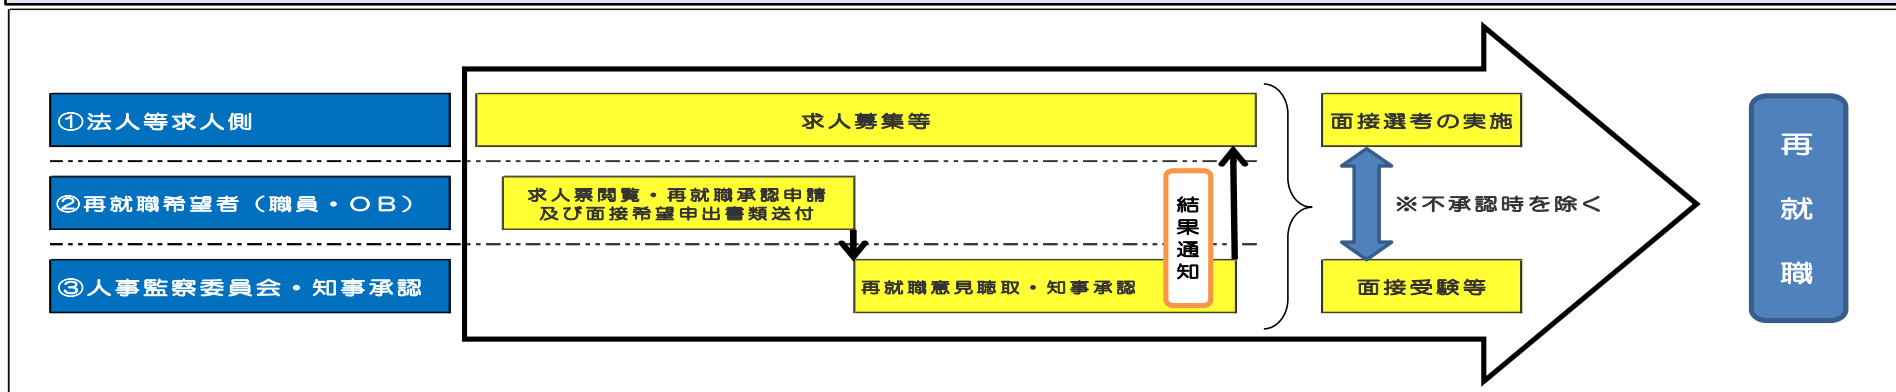 ①法人等求人側
求人募集等
面接選考の実施
②再就職希望者（職員・OB）
求人票閲覧・再就職承認申請
及び面接希望申出書類送付
結果通知
※不承認時を除く
③人事監察委員会・知事承認
再就職意見聴取・知事承認
面接受験等
再就職